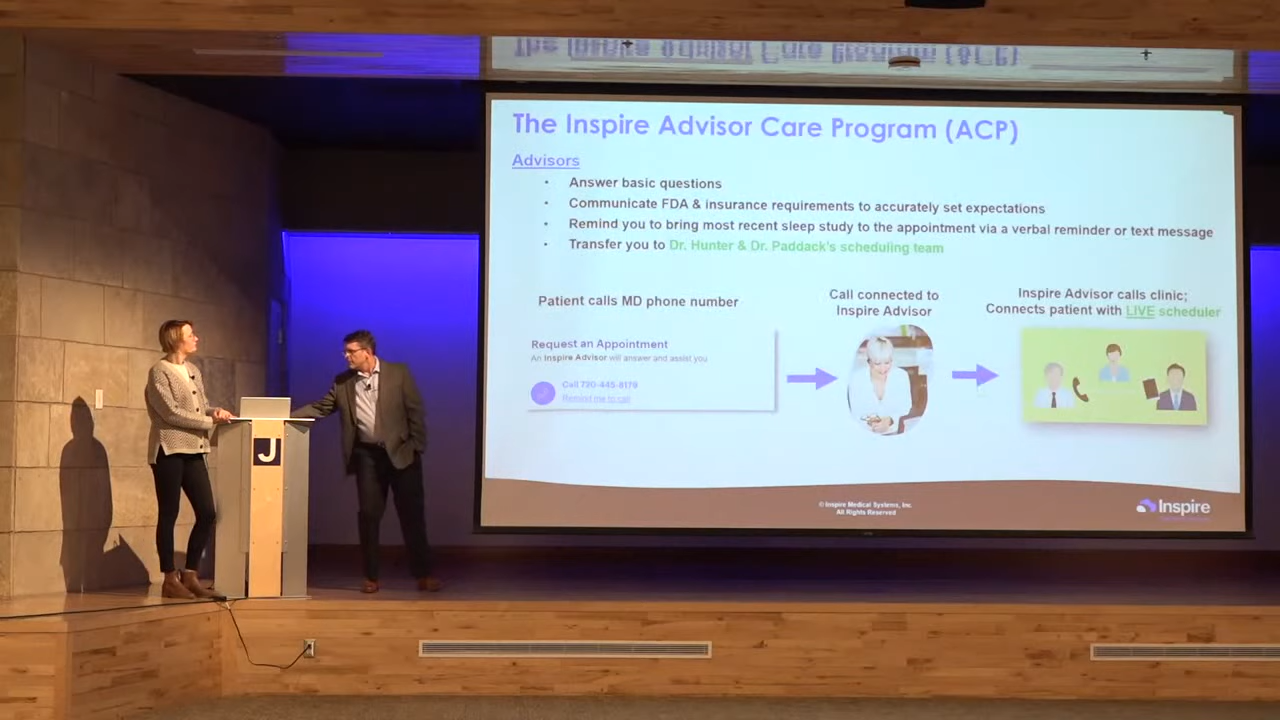 The Inspire Advisor Care Program (ACP)
Advisors
• Answer basic questions
• Communicate FDA & insurance requirements to accurately set expectations
• Remind you to bring most recent sleep study to the appointment via a verbal reminder or text message
• Transfer you to Dr. Hunter & Dr. Paddack's scheduling team
Patient calls MD phone number
Request an Appointment
An Inspire Advisor will answer and assist you
Call 720-445-8179
Remind me to call
Call connected to
Inspire Advisor
Inspire Advisor calls clinic;
Connects patient with LIVE scheduler
© Inspire Medical Systems, Inc.
All Rights Reserved
Inspire
J